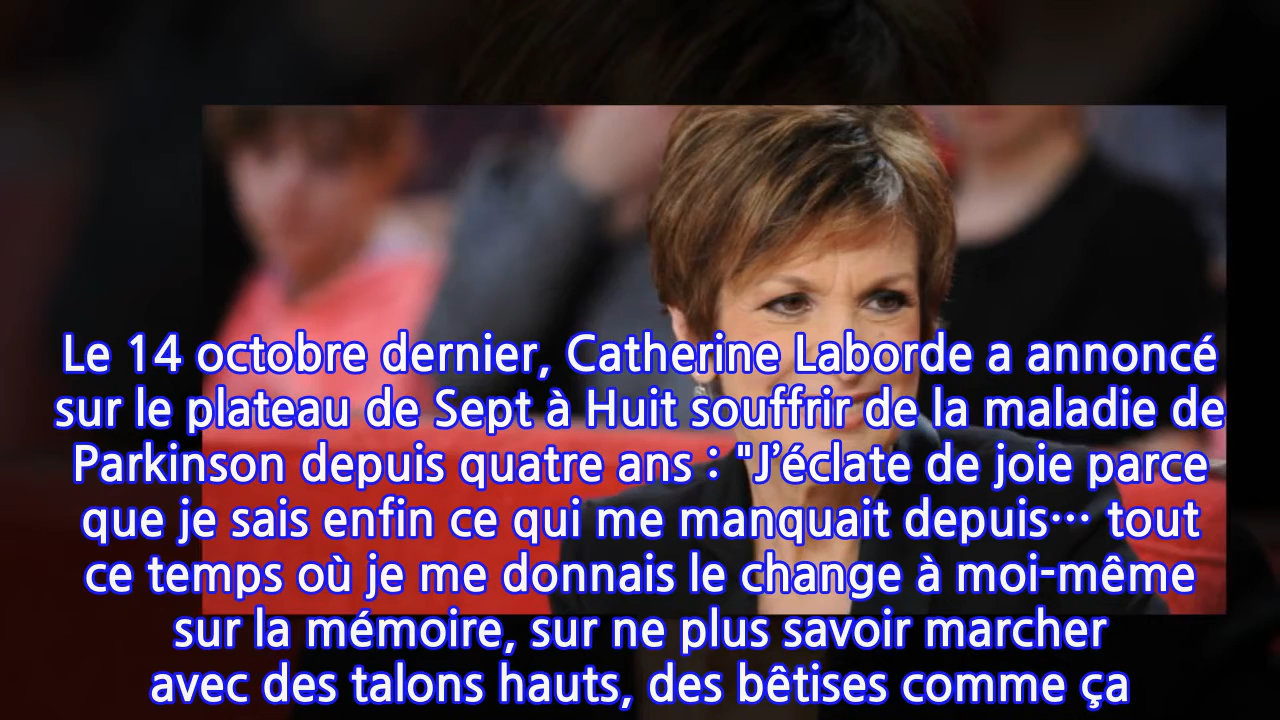 Le 14 octobre dernier, Catherine Laborde a annoncé
sur le plateau de Sept à Huit souffrir de la maladie de
Parkinson depuis quatre ans : "J’éclate de joie parce
que je sais enfin ce qui me manquait depuis… tout
ce temps où je me donnais le change à moi-même
sur la mémoire, sur ne plus savoir marcher
avec des talons hauts, des bêtises comme ça